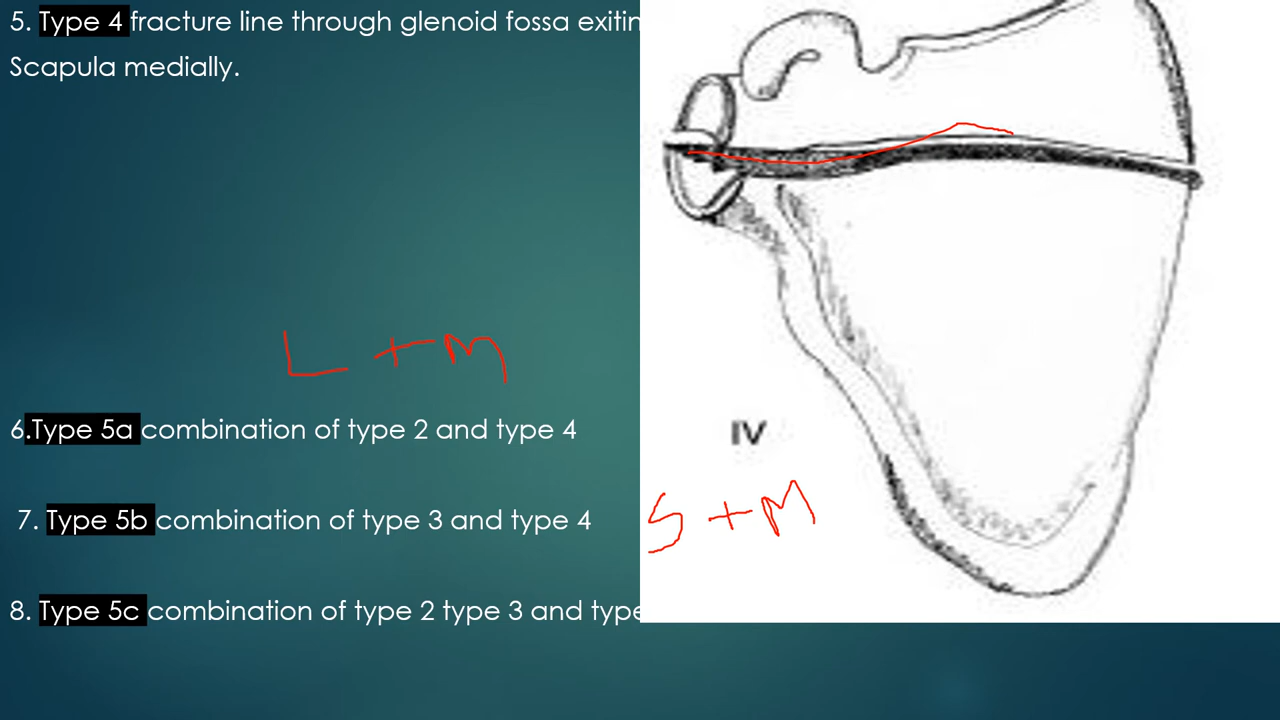 5. Type 4 fracture line through glenoid fossa exitin
Scapula medially.
L + M
6.Type 5a combination of type 2 and type 4
IV
S + M
7. Type 5b combination of type 3 and type 4
8. Type 5c combination of type 2 type 3 and type